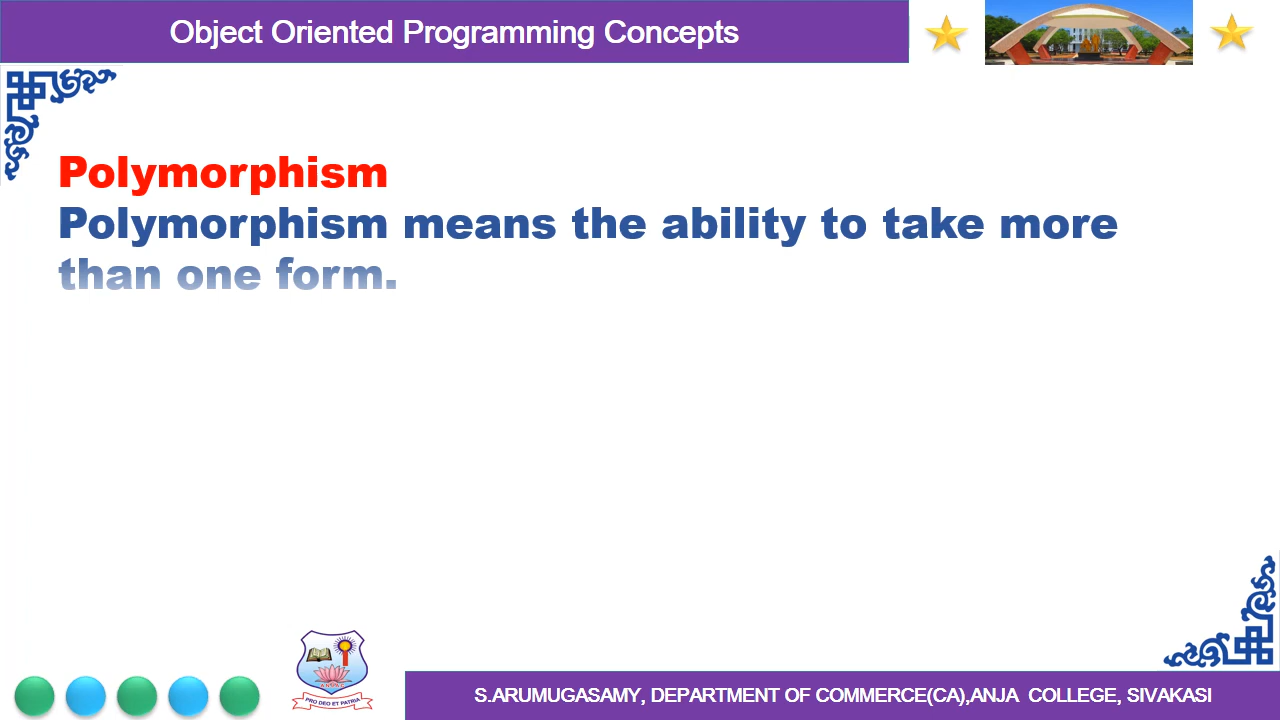 Object Oriented Programming Concepts
Polymorphism
Polymorphism means the ability to take more
than one form.
PRO DEO ET PATRIA
S.ARUMUGASAMY, DEPARTMENT OF COMMERCE(CA),ANJA COLLEGE, SIVAKASI